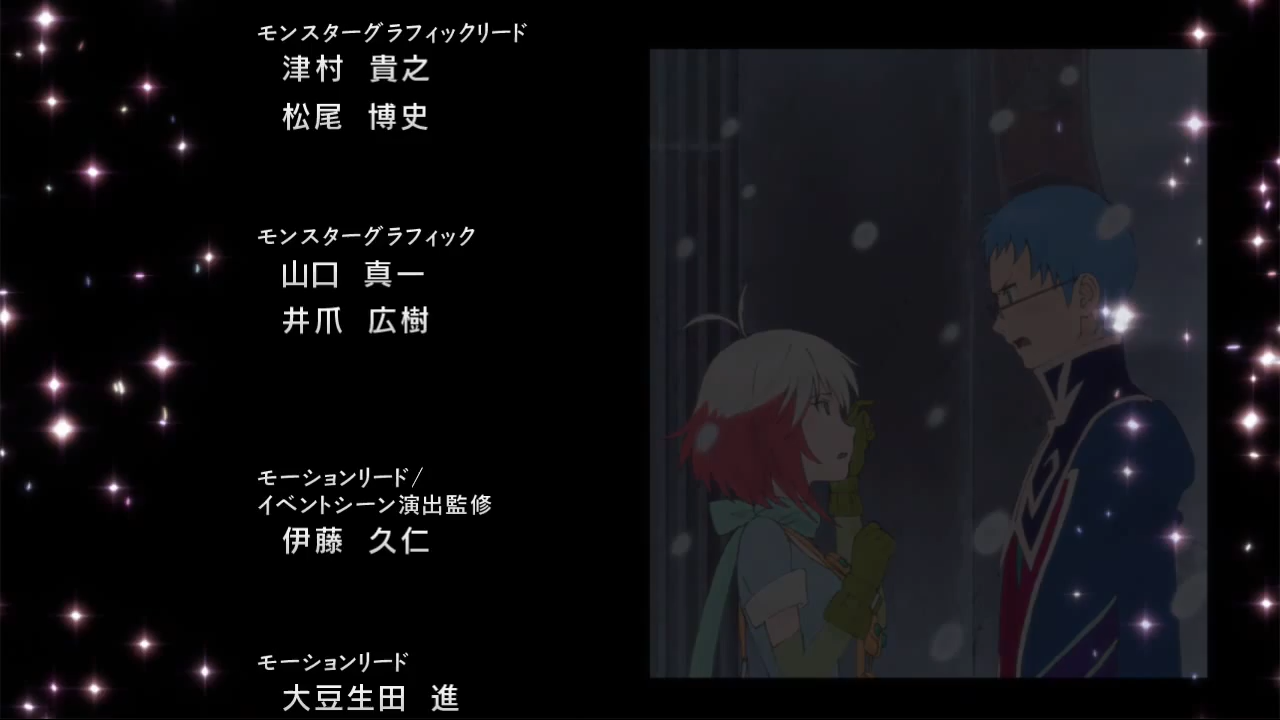 モンスターグラフィックリード
津村 貴之
松尾 博史
モンスターグラフィック
山口 真一
井爪 広樹
モーションリード/
イベントシーン演出監修
伊藤 久仁
モーションリード
大豆生田 進